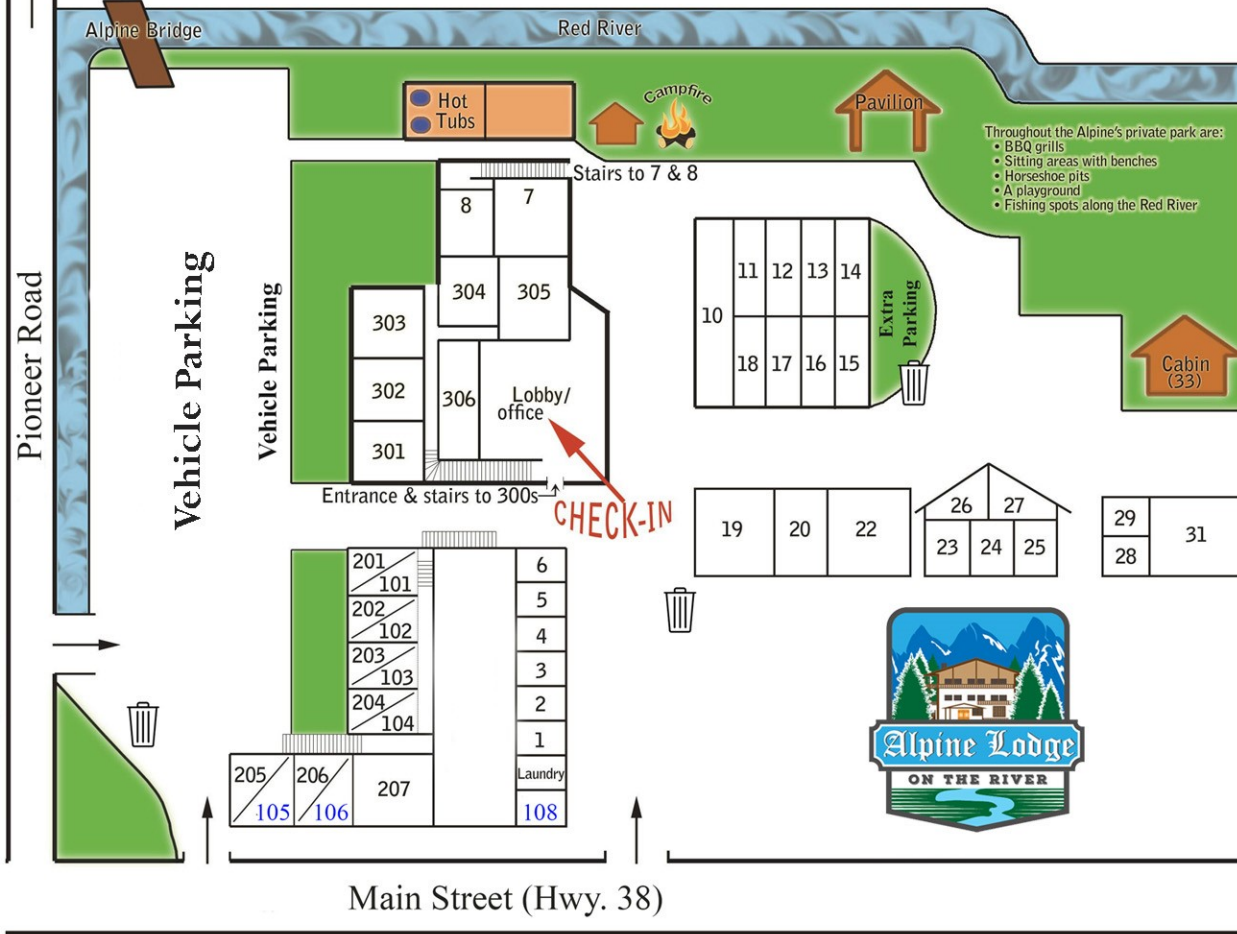 Alpine Bridge
Red River
Hot
Tubs
Campfire
Pavilion
Throughout the Alpine's private park are:
• BBQ grills
• Sitting areas with benches
• Horseshoe pits
• A playground
• Fishing spots along the Red River
Stairs to 7 & 8
8
7
Pioneer Road
Vehicle Parking
Vehicle Parking
304
305
303
302
301
306
Lobby/
office
Entrance & stairs to 300s
CHECK-IN
10
11
12
13
14
18
17
16
15
Extra
Parking
Cabin
(33)
19
20
22
26
27
23
24
25
29
28
31
201
101
202
102
203
103
204
104
205
105
206
106
207
6
5
4
3
2
1
Laundry
108
Alpine Lodge
ON THE RIVER
Main Street (Hwy. 38)